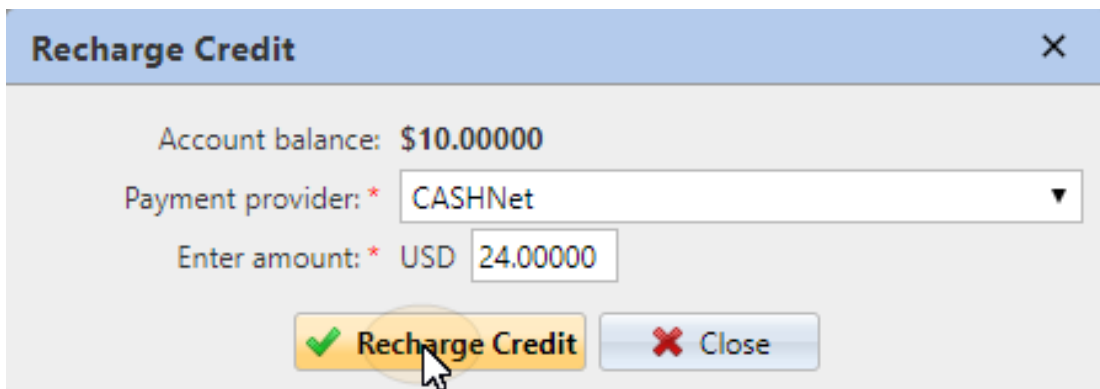 Recharge Credit
Account balance: $10.00000
Payment provider: * CASHNet
Enter amount: * USD 24.00000
Recharge Credit Close